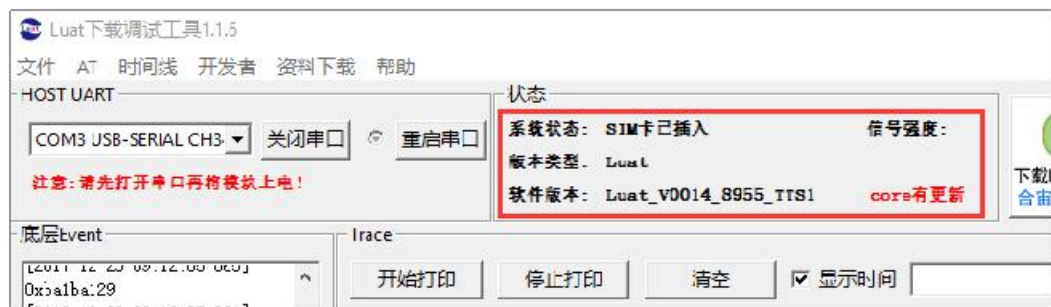 Luat下载调试工具1.1.5
文件 AT 时间线 开发者 资料下载 帮助
HOST UART
COM3 USB-SERIAL CH3
关闭串口
重启串口
注意:请先打开串口再将模块上电!
状态
系统状态: SIM卡已插入 信号强度:
版本类型: Luat
软件版本: Luat_V0014_8955_TTS1 core有更新
下载
合宙
底层Event
Trace
0xba1ba129
开始打印 停止打印 清空 显示时间